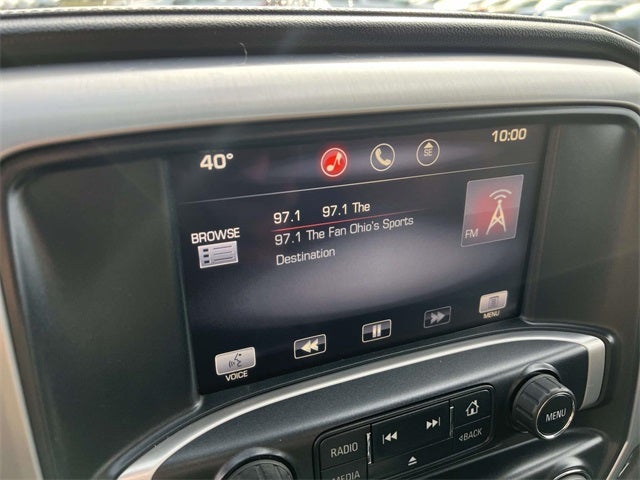 40°
SE
10:00
97.1 97.1 The
97.1 The Fan Ohio's Sports
Destination
BROWSE
FM
VOICE
MENU
RADIO
MEDIA
BACK
MENU